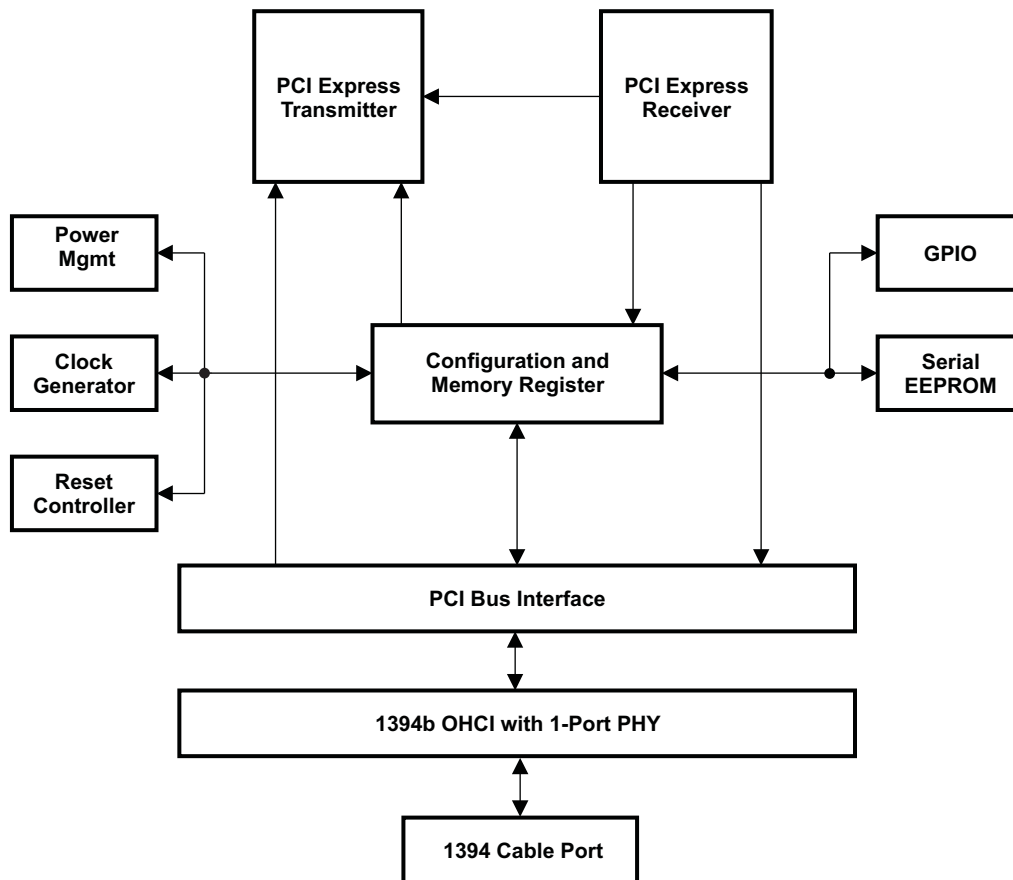 PCI Express
Transmitter
PCI Express
Receiver
Power
Mgmt
GPIO
Clock
Generator
Configuration and
Memory Register
Serial
EEPROM
Reset
Controller
PCI Bus Interface
1394b OHCI with 1-Port PHY
1394 Cable Port